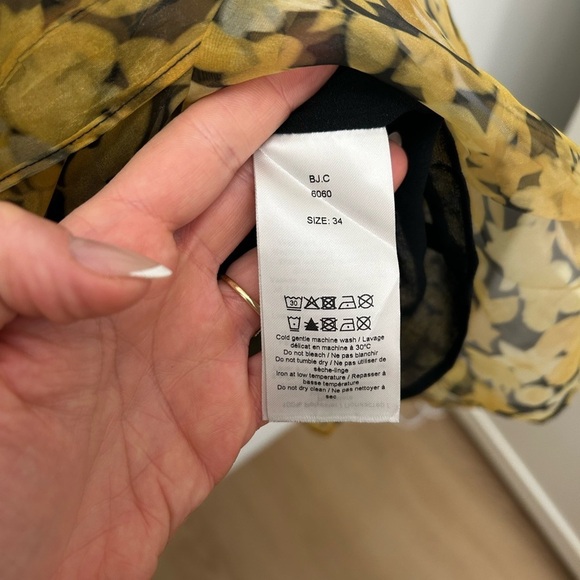 BJ.C
6060
SIZE: 34
30
Cold gentle machine wash / Lavage
délicat en machine à 30°C
Do not bleach / Ne pas blanchir
Do not tumble dry / Ne pas utiliser de
sèche-linge
Iron at low temperature / Repasser à
basse température
Do not dry clean / Ne pas nettoyer à
sec